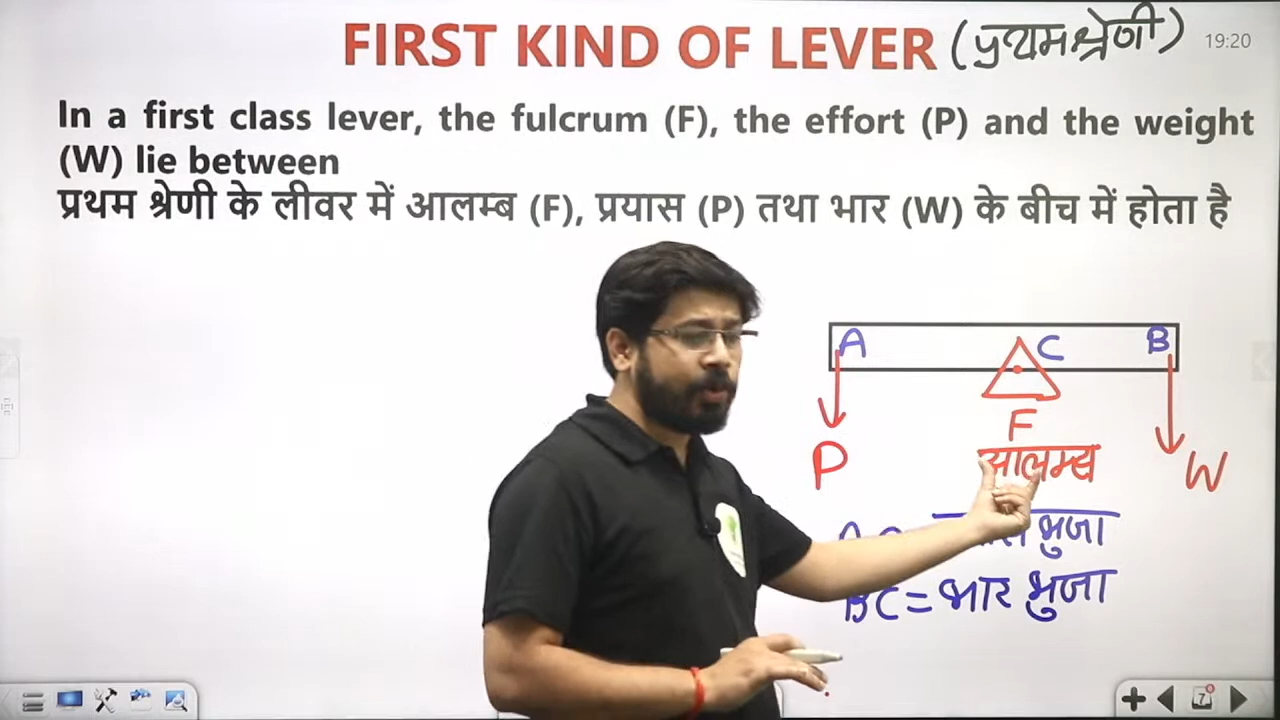 FIRST KIND OF LEVER (प्रथम श्रेणी)
19:20
In a first class lever, the fulcrum (F), the effort (P) and the weight
(W) lie between
प्रथम श्रेणी के लीवर में आलम्ब (F), प्रयास (P) तथा भार (W) के बीच में होता है
A C B
P F W
आलम्ब
भुजा
BC = भार भुजा
7